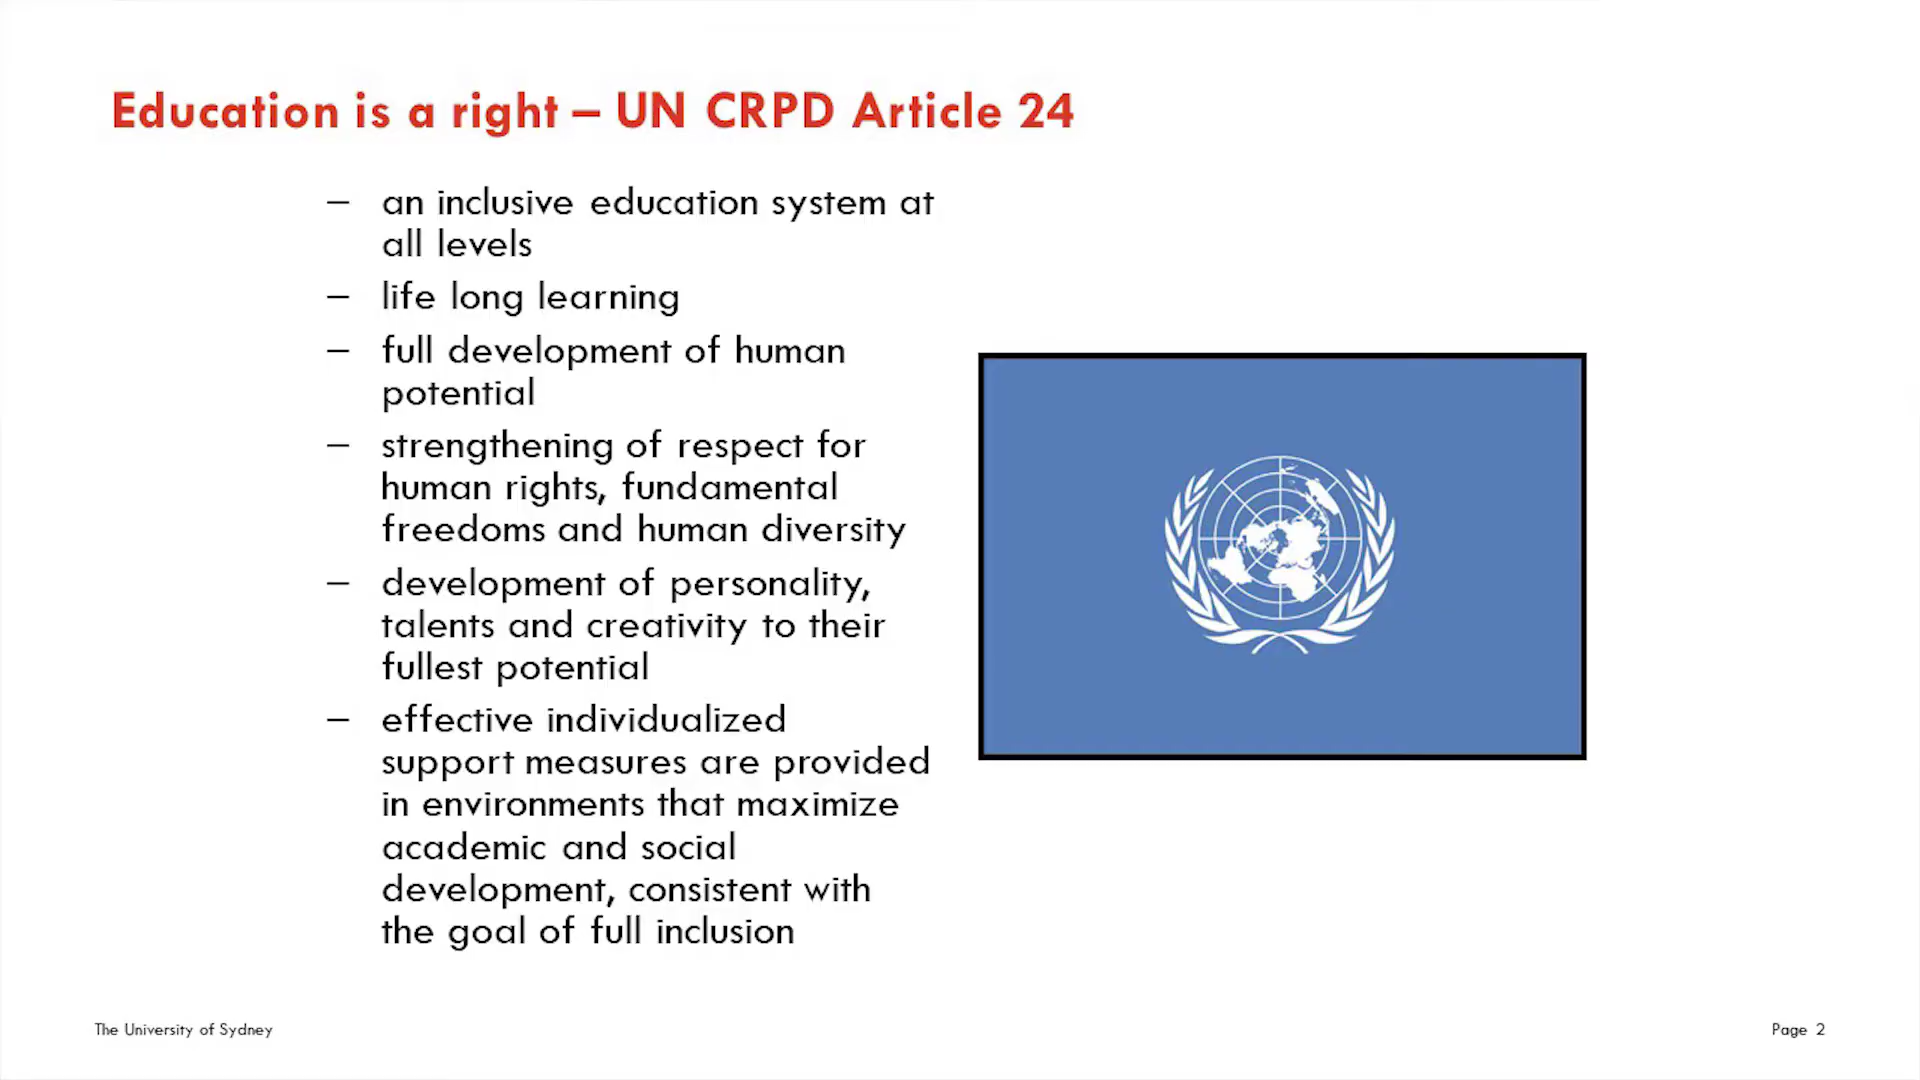 Education is a right – UN CRPD Article 24
– an inclusive education system at
all levels
– life long learning
– full development of human
potential
– strengthening of respect for
human rights, fundamental
freedoms and human diversity
– development of personality,
talents and creativity to their
fullest potential
– effective individualized
support measures are provided
in environments that maximize
academic and social
development, consistent with
the goal of full inclusion
The University of Sydney
Page 2